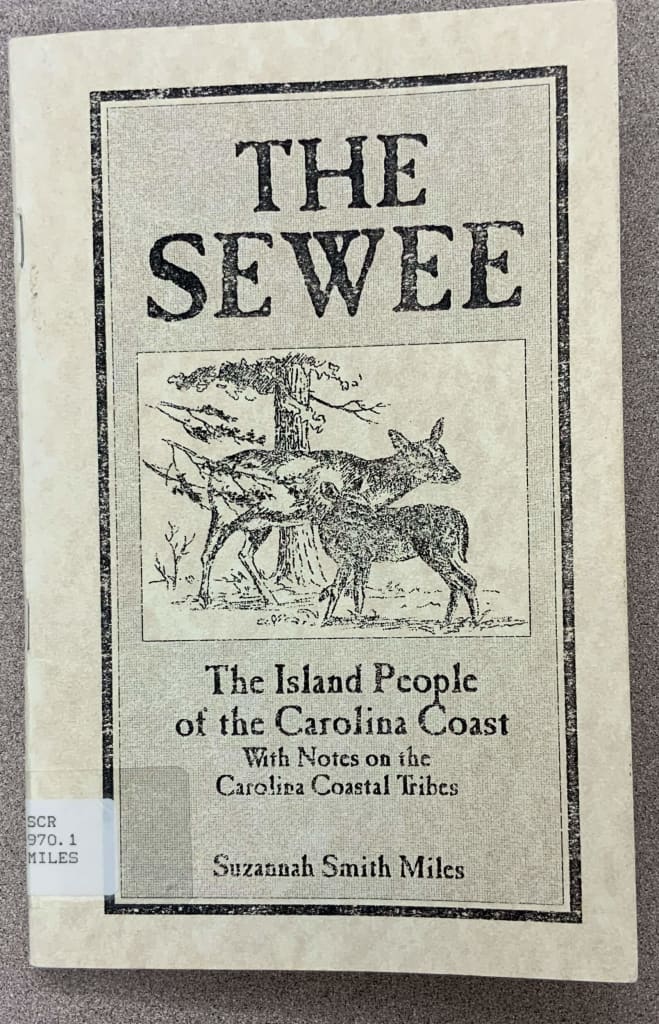 THE
SEWEE
The Island People
of the Carolina Coast
With Notes on the
Carolina Coastal Tribes
Suzannah Smith Miles
SCR
970.1
MILES